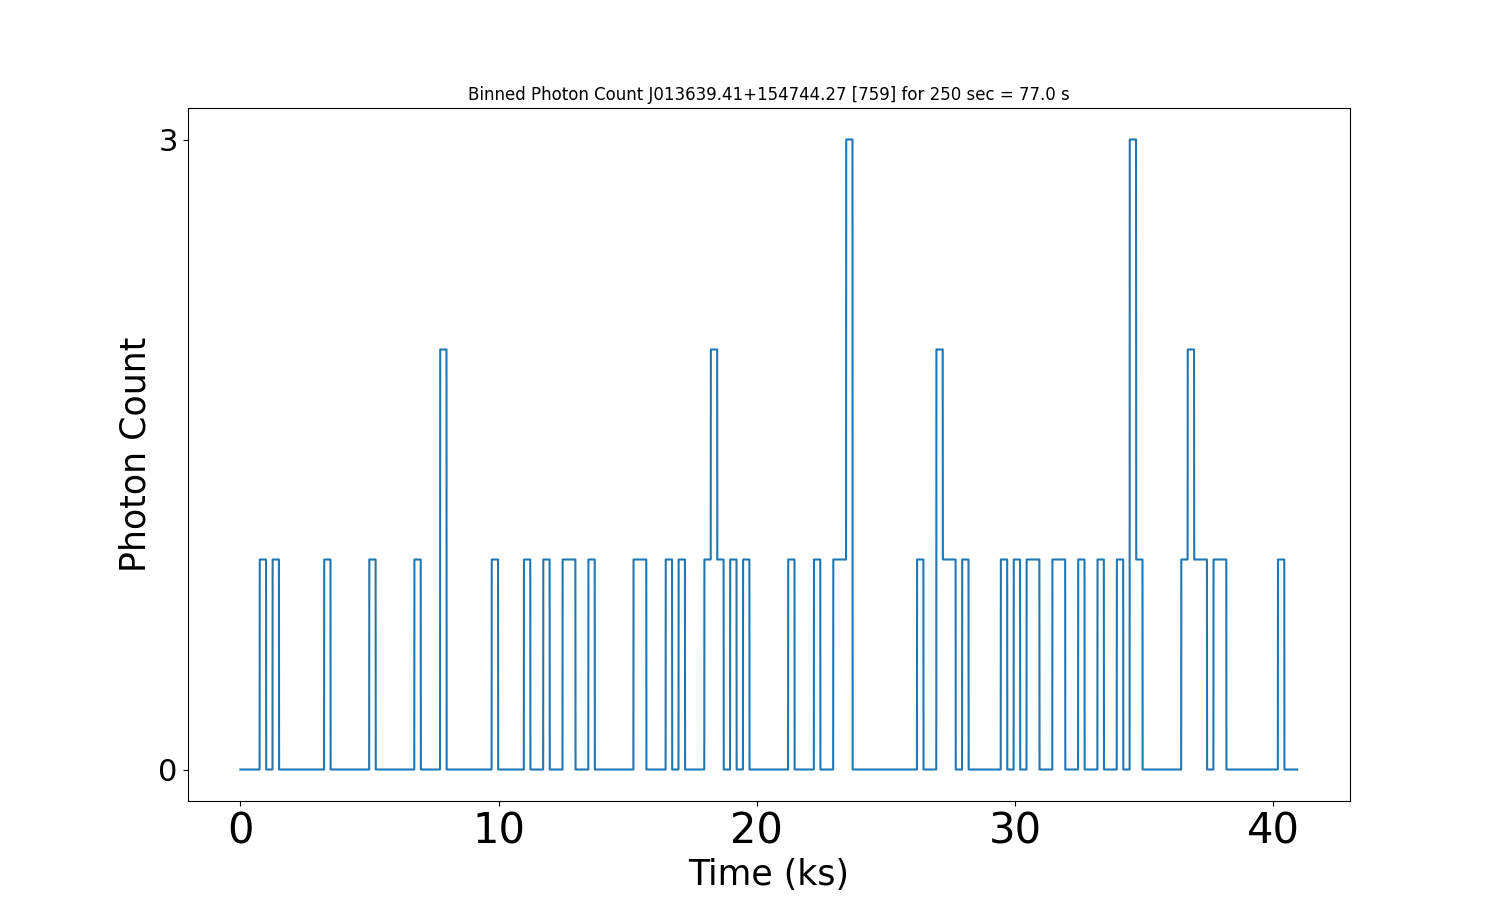 Binned Photon Count J013639.41+154744.27 [759] for 250 sec = 77.0 s
3
Photon Count
0
0 10 20 30 40
Time (ks)